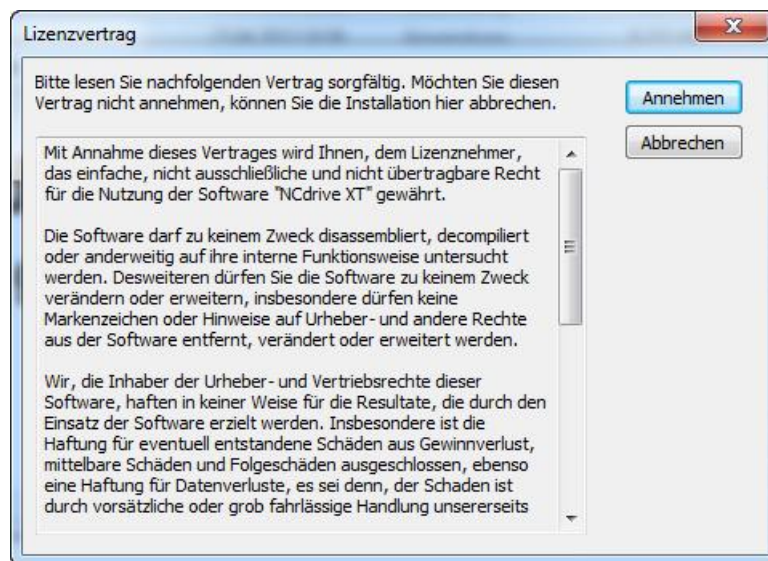 Lizenzvertrag
Bitte lesen Sie nachfolgenden Vertrag sorgfältig. Möchten Sie diesen
Vertrag nicht annehmen, können Sie die Installation hier abbrechen.
Annehmen
Abbrechen
Mit Annahme dieses Vertrages wird Ihnen, dem Lizenznehmer,
das einfache, nicht ausschließliche und nicht übertragbare Recht
für die Nutzung der Software "NCdrive XT" gewährt.
Die Software darf zu keinem Zweck disassembliert, decompiliert
oder anderweitig auf ihre interne Funktionsweise untersucht
werden. Desweiteren dürfen Sie die Software zu keinem Zweck
verändern oder erweitern, insbesondere dürfen keine
Markenzeichen oder Hinweise auf Urheber- und andere Rechte
aus der Software entfernt, verändert oder erweitert werden.
Wir, die Inhaber der Urheber- und Vertriebsrechte dieser
Software, haften in keiner Weise für die Resultate, die durch den
Einsatz der Software erzielt werden. Insbesondere ist die
Haftung für eventuell entstandene Schäden aus Gewinnverlust,
mittelbare Schäden und Folgeschäden ausgeschlossen, ebenso
eine Haftung für Datenverluste, es sei denn, der Schaden ist
durch vorsätzliche oder grob fahrlässige Handlung unsererseits